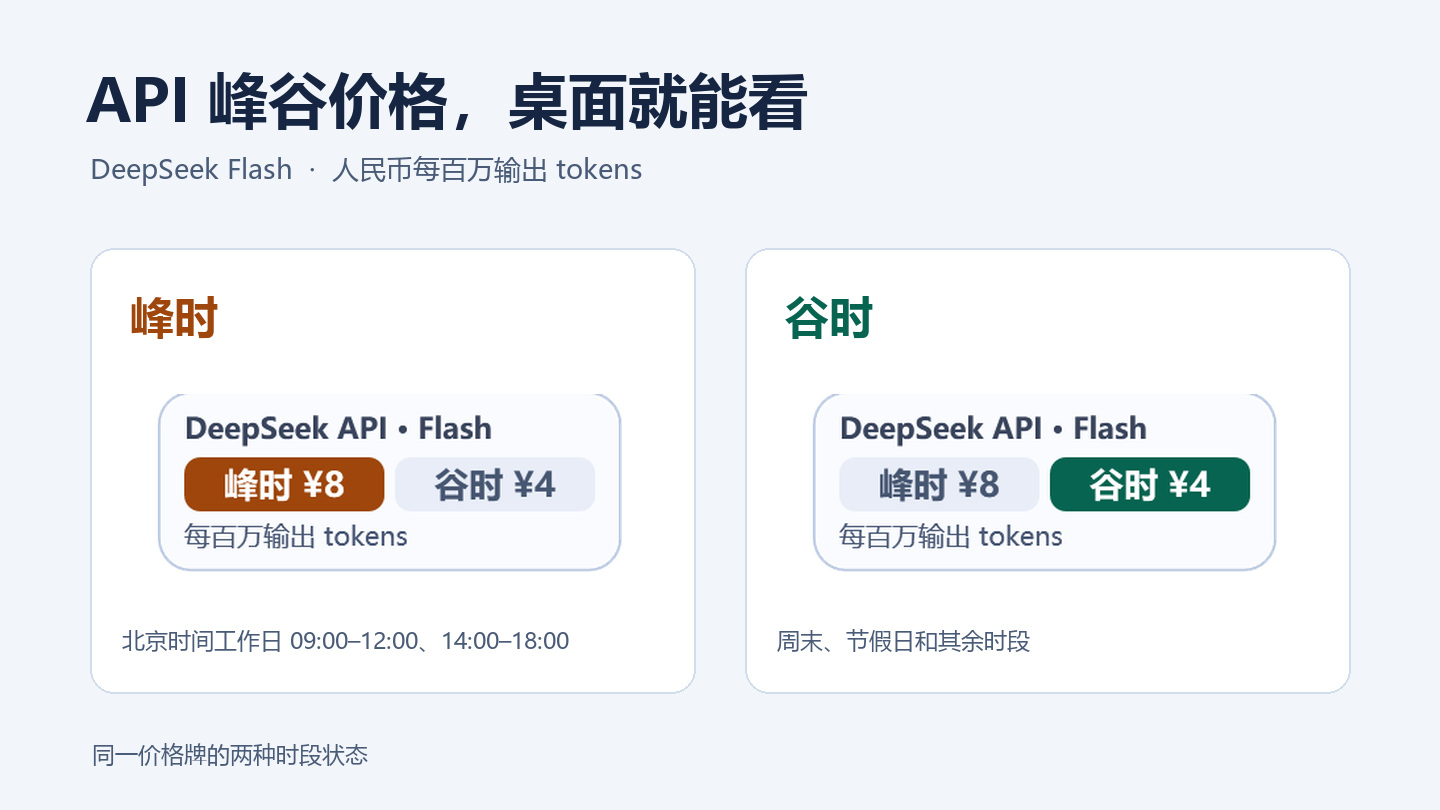 API 峰谷价格，桌面就能看
DeepSeek Flash · 人民币每百万输出 tokens
峰时
DeepSeek API • Flash
峰时 ¥8 谷时 ¥4
每百万输出 tokens
北京时间工作日 09:00–12:00、14:00–18:00
谷时
DeepSeek API • Flash
峰时 ¥8 谷时 ¥4
每百万输出 tokens
周末、节假日和其余时段
同一价格牌的两种时段状态